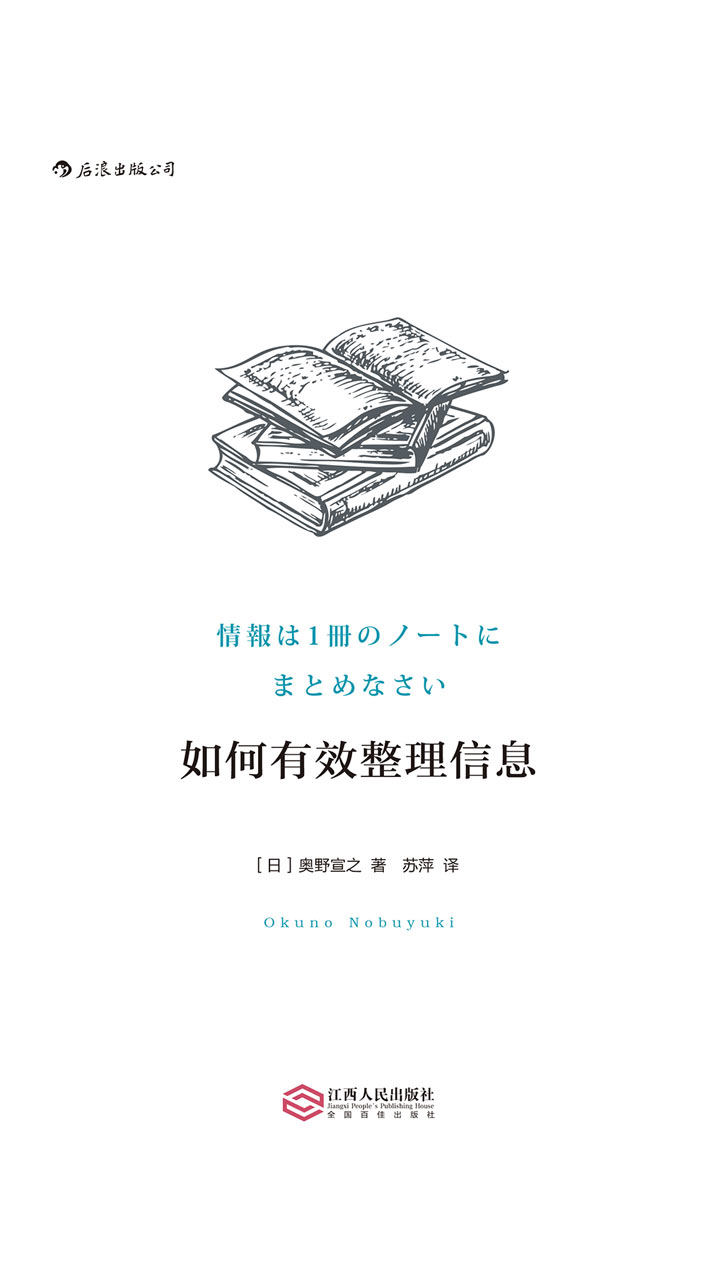 后浪出版公司
情報は1冊のノートに
まとめなさい
如何有效整理信息
[日]奥野宣之 著 苏萍 译
Okuno Nobuyuki
江西人民出版社
Jiangxi People's Publishing House
全国百佳出版社